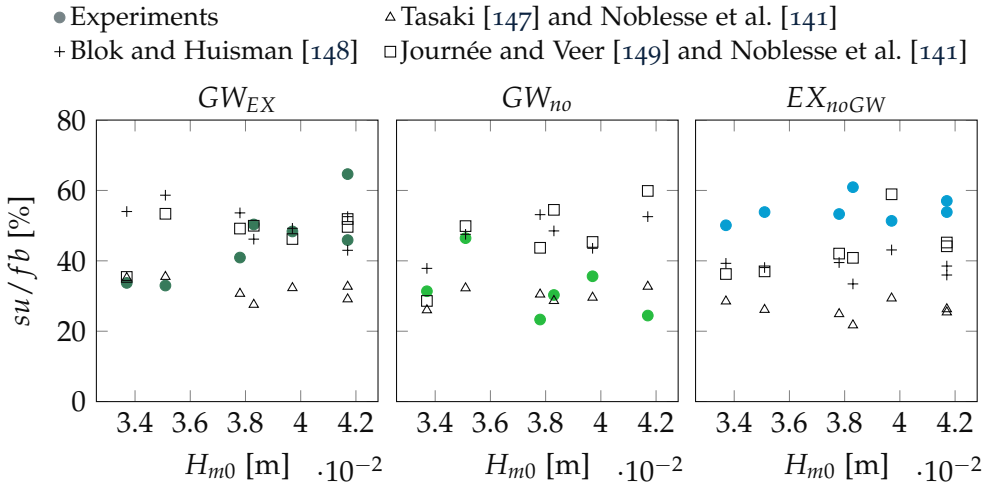 Experiments
Tasaki [147] and Noblesse et al. [141]
Blok and Huisman [148]
Journée and Veer [149] and Noblesse et al. [141]
GW_EX
GW_no
EX_noGW
su/fb [%]
80
60
40
20
0
3.4 3.6 3.8 4 4.2
3.4 3.6 3.8 4 4.2
3.4 3.6 3.8 4 4.2
H_m0 [m] ·10⁻²
H_m0 [m] ·10⁻²
H_m0 [m] ·10⁻²